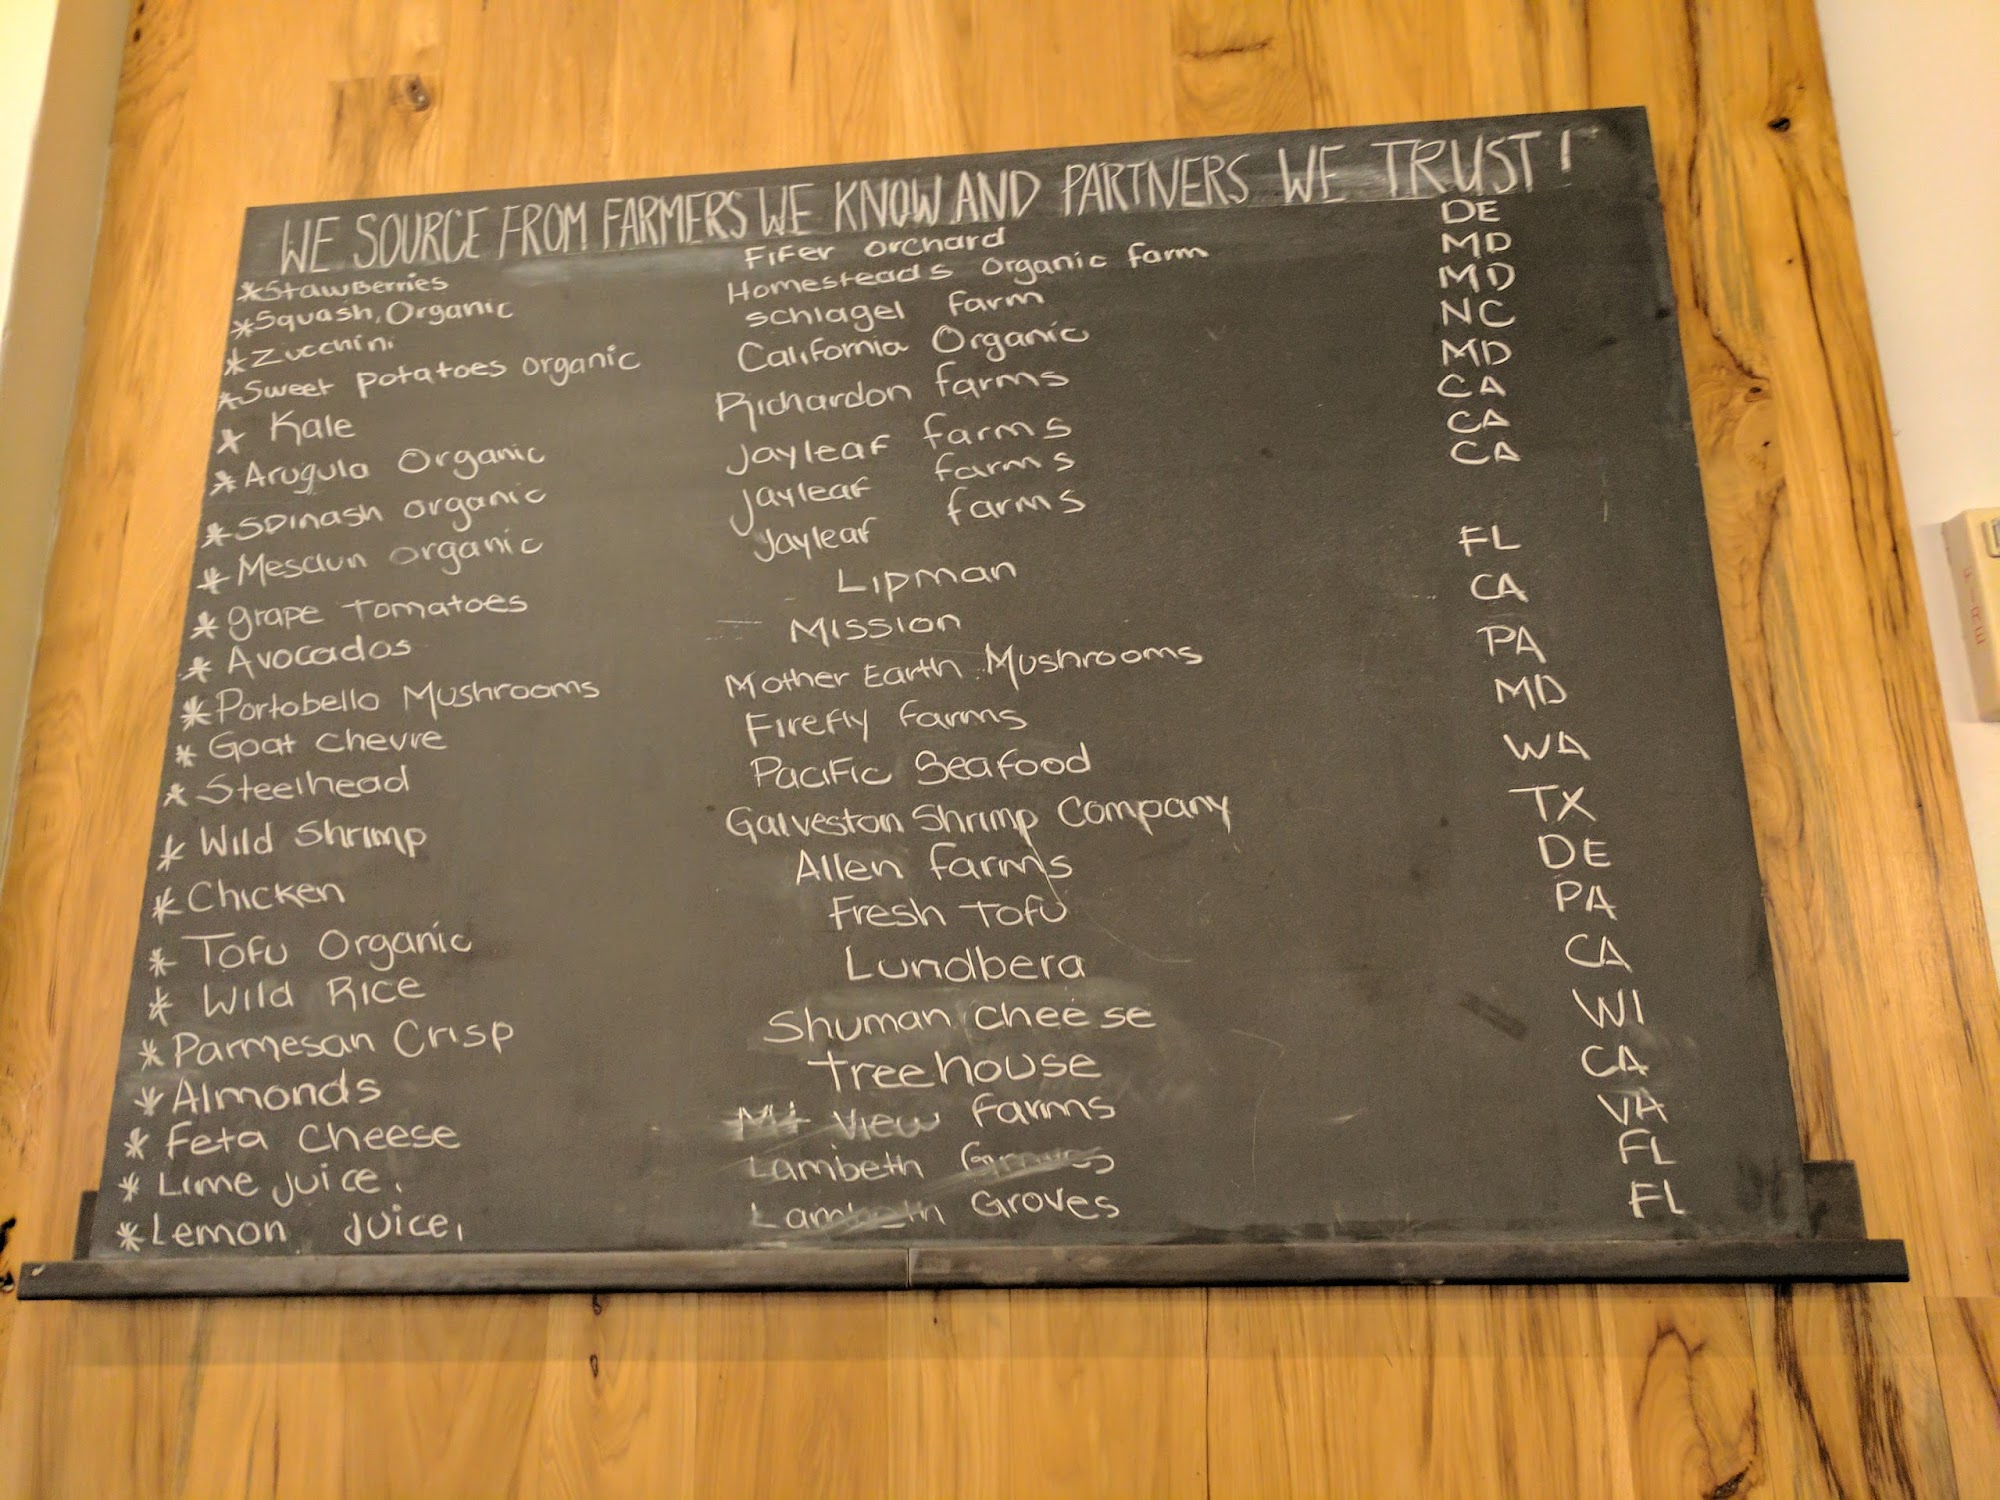 WE SOURCE FROM FARMERS WE KNOW AND PARTNERS WE TRUST!
*Stawberries Fifer orchard DE
*Squash, Organic Homesteads Organic farm MD
*Zucchini schlagel farm MD
*Sweet potatoes organic California Organic NC
* Kale Richardon farms MD
*Arugula Organic Jayleaf farms CA
*Spinash organic Jayleaf farms CA
* Mesclun organic Jayleaf farms CA
* grape tomatoes Lipman FL
* Avocados Mission CA
*Portobello Mushrooms Mother Earth Mushrooms PA
* Goat chevre Firefly farms MD
* Steelhead Pacific Seafood WA
* Wild Shrimp Galveston Shrimp Company TX
* Chicken Allen farms DE
* Tofu Organic Fresh Tofu PA
* Wild Rice Lundbera CA
*Parmesan Crisp Shuman cheese WI
*Almonds Treehouse CA
* Feta Cheese Mt View farms VA
* Lime juice. Lambeth Groves FL
*Lemon juice, Lambeth Groves FL
FIRE